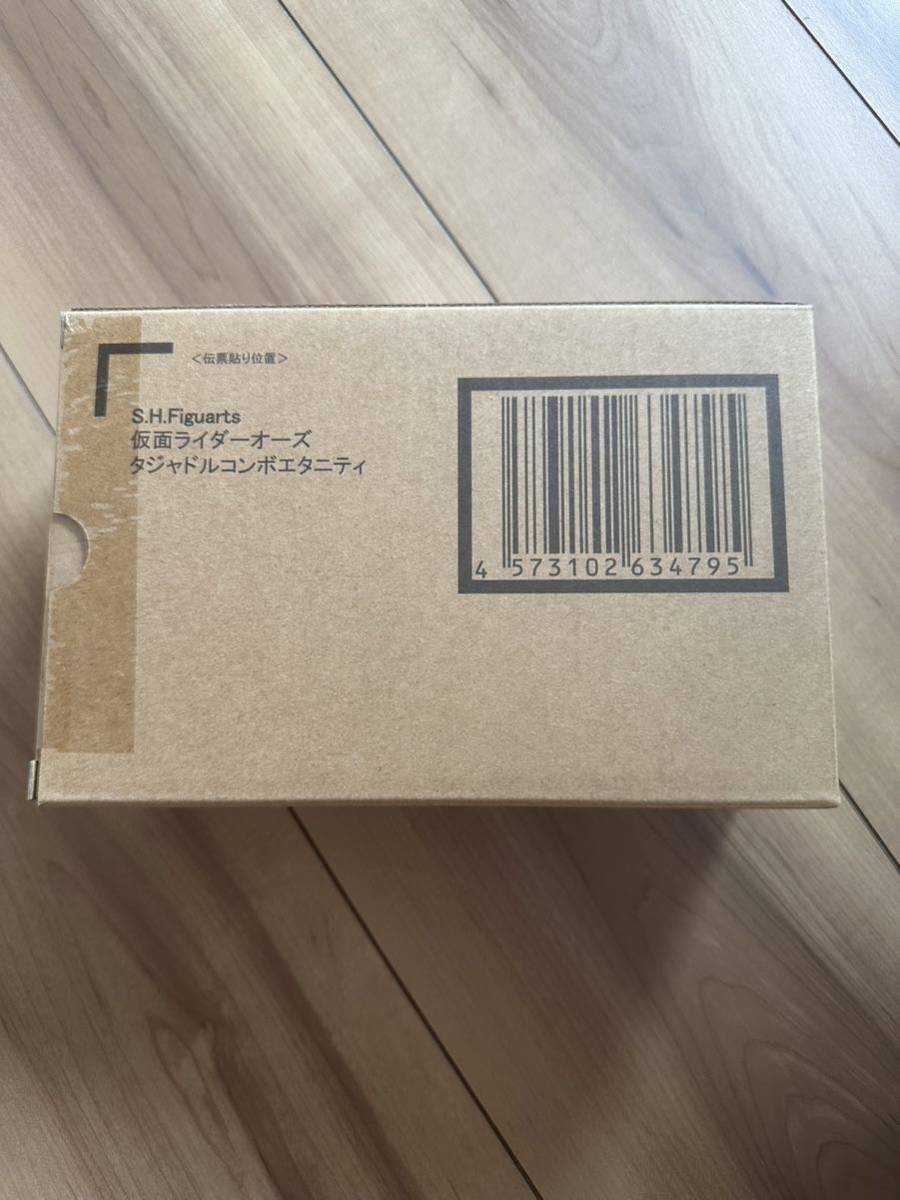 <伝票貼り位置>
S.H.Figuarts
仮面ライダーオーズ
タジャドルコンボエタニティ
4 573102 634795